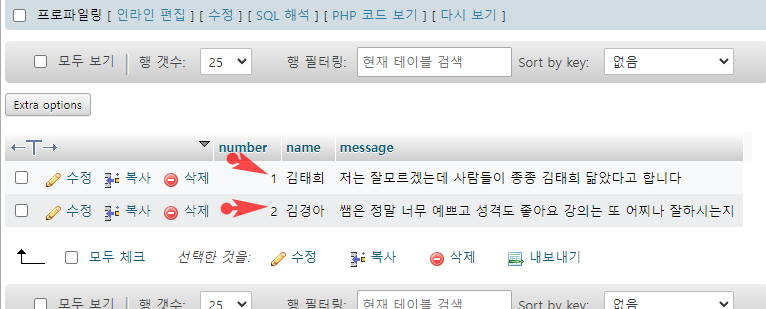 프로파일링 [ 인라인 편집 ] [ 수정 ] [ SQL 해석 ] [ PHP 코드 보기 ] [ 다시 보기 ]
모두 보기 행 갯수: 25 행 필터링: 현재 테이블 검색 Sort by key: 없음
Extra options
number name message
수정 복사 삭제 1 김태희 저는 잘모르겠는데 사람들이 종종 김태희 닮았다고 합니다
수정 복사 삭제 2 김경아 쌤은 정말 너무 예쁘고 성격도 좋아요 강의는 또 어찌나 잘하시는지
모두 체크 선택한 것을: 수정 복사 삭제 내보내기
모두 보기 행 갯수: 25 행 필터링: 현재 테이블 검색 Sort by key: 없음